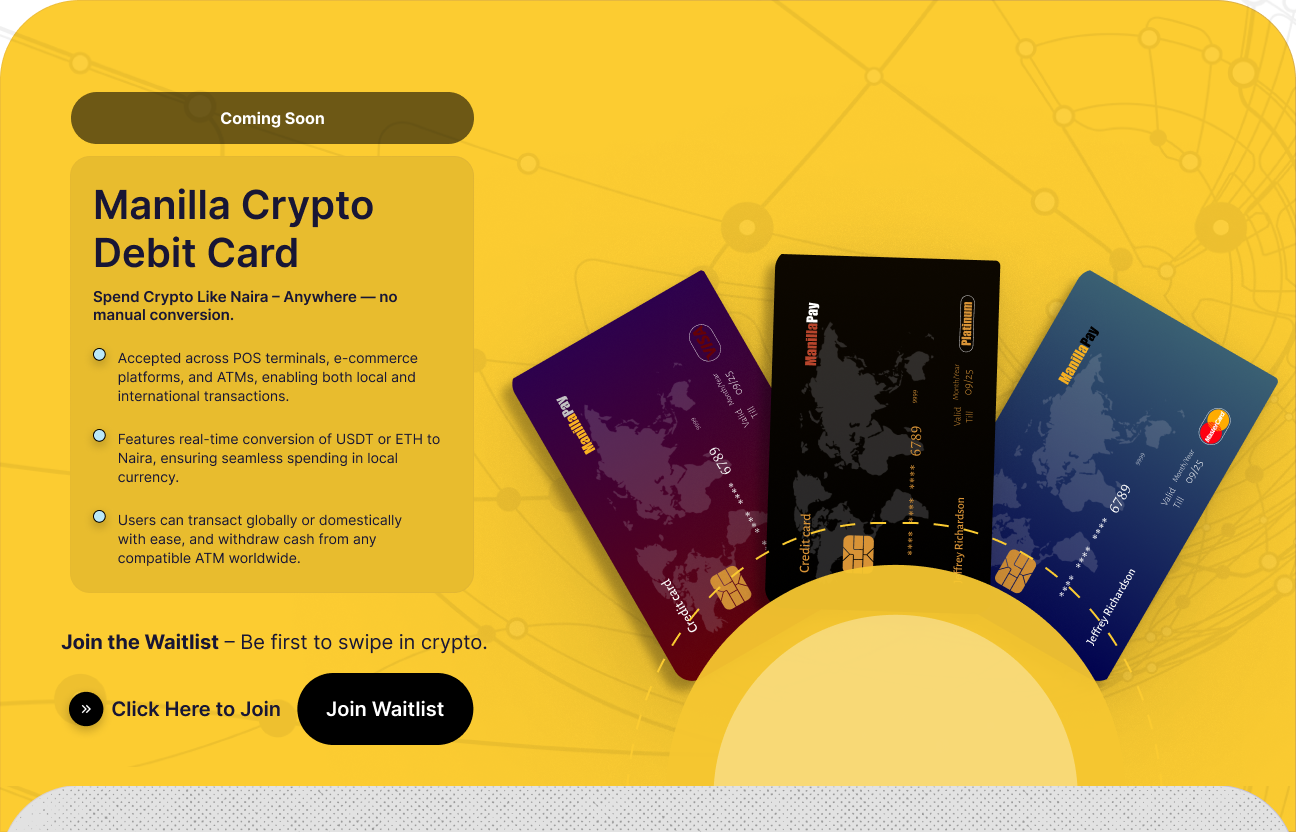 Coming Soon
Manilla Crypto
Debit Card
Spend Crypto Like Naira – Anywhere — no
manual conversion.
Accepted across POS terminals, e-commerce
platforms, and ATMs, enabling both local and
international transactions.
Features real-time conversion of USDT or ETH to
Naira, ensuring seamless spending in local
currency.
Users can transact globally or domestically
with ease, and withdraw cash from any
compatible ATM worldwide.
Join the Waitlist – Be first to swipe in crypto.
Click Here to Join
Join Waitlist
ManillaPay
VISA
Month/Year
Valid
Till
09/25
9999
**** **** 6789
Credit card
ManillaPay
Platinum
Month/Year
Valid
Till
09/25
9999
**** **** **** 6789
Credit card
ffrey Richardson
ManillaPay
MasterCard
Month/Year
Valid
Till
09/25
9999
**** **** **** 6789
Jeffrey Richardson